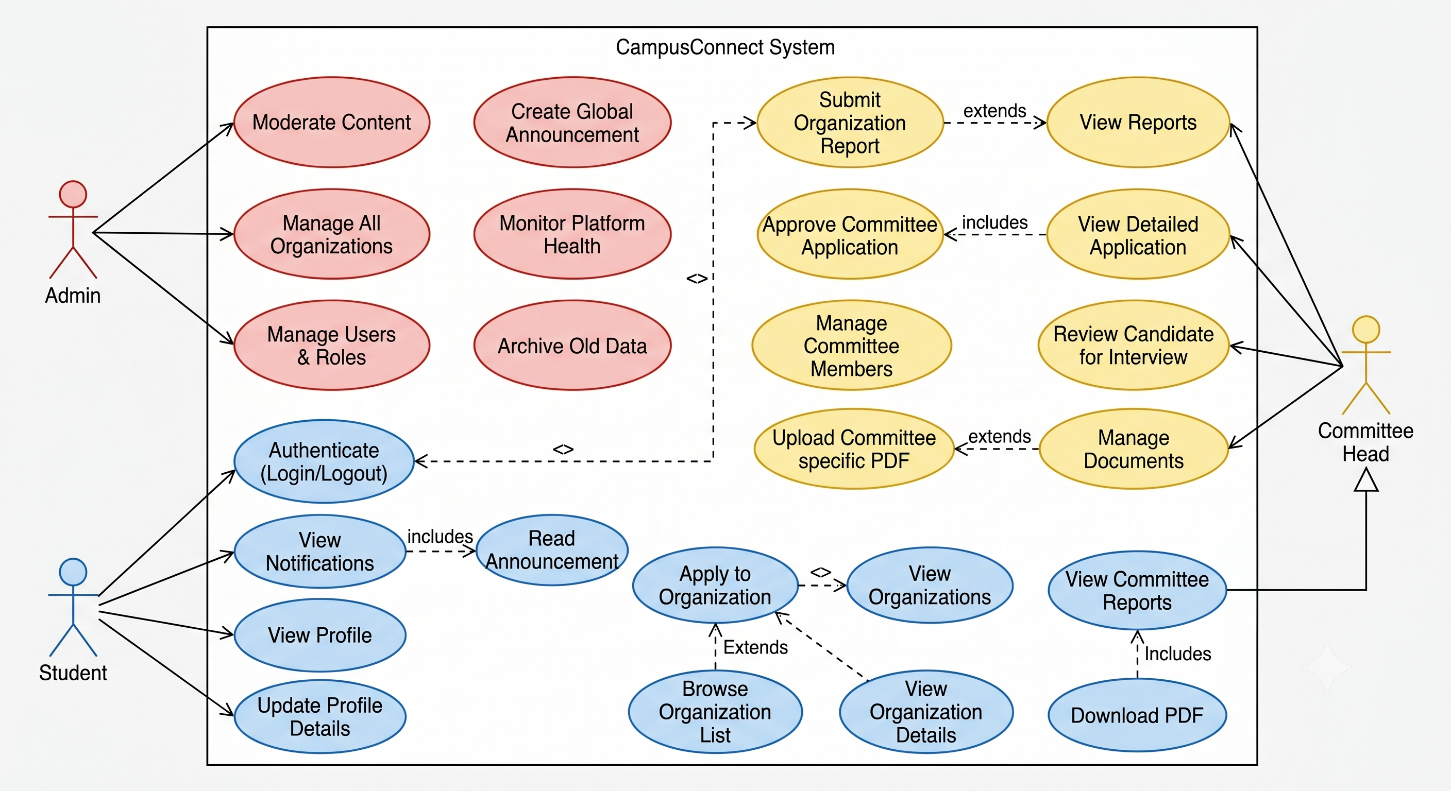 CampusConnect System
Moderate Content
Create Global
Announcement
Submit
Organization
Report
extends
View Reports
Manage All
Organizations
Monitor Platform
Health
Approve Committee
Application
includes
View Detailed
Application
<>
Admin
Manage Users
& Roles
Archive Old Data
Manage
Committee
Members
Review Candidate
for Interview
Authenticate
(Login/Logout)
<>
Upload Committee
specific PDF
extends
Manage
Documents
Committee
Head
View
Notifications
includes
Read
Announcement
Apply to
Organization
<>
View
Organizations
View Committee
Reports
View Profile
Extends
Includes
Student
Update Profile
Details
Browse
Organization
List
View
Organization
Details
Download PDF